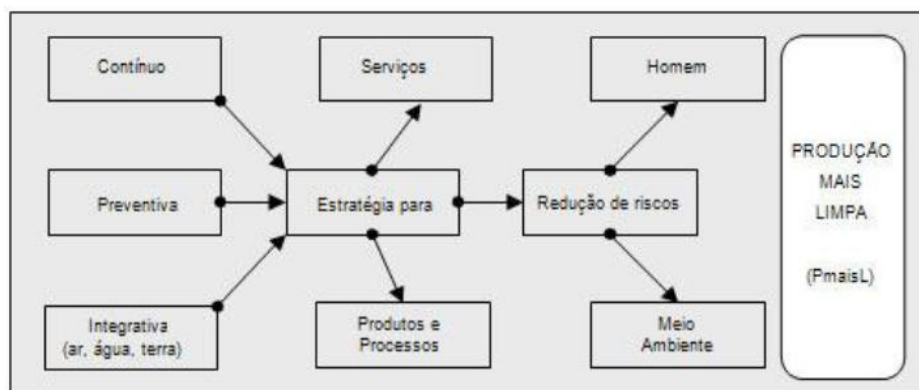 Contínuo
Serviços
Homem
Preventiva
Estratégia para
Redução de riscos
Integrativa
(ar, água, terra)
Produtos e
Processos
Meio
Ambiente
PRODUÇÃO
MAIS
LIMPA
(PmaisL)